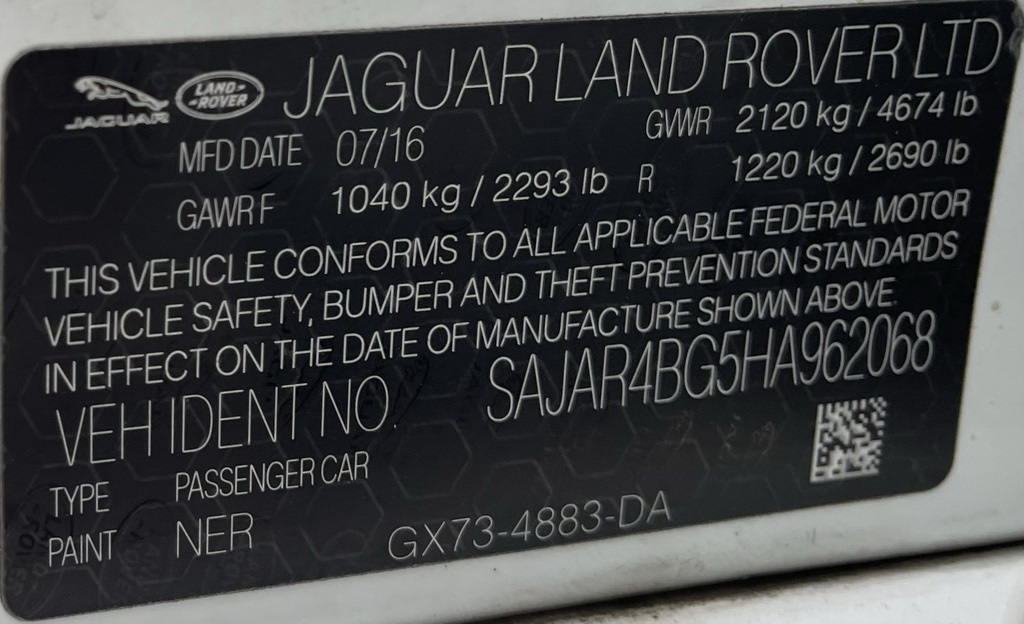 JAGUAR LAND-ROVER JAGUAR LAND ROVER LTD
MFD DATE 07/16 GVWR 2120 kg / 4674 lb
GAWR F 1040 kg / 2293 lb R 1220 kg / 2690 lb
THIS VEHICLE CONFORMS TO ALL APPLICABLE FEDERAL MOTOR
VEHICLE SAFETY, BUMPER AND THEFT PREVENTION STANDARDS
IN EFFECT ON THE DATE OF MANUFACTURE SHOWN ABOVE.
VEH IDENT NO. SAJAR4BG5HA962068
TYPE PASSENGER CAR
PAINT NER GX73-4883-DA